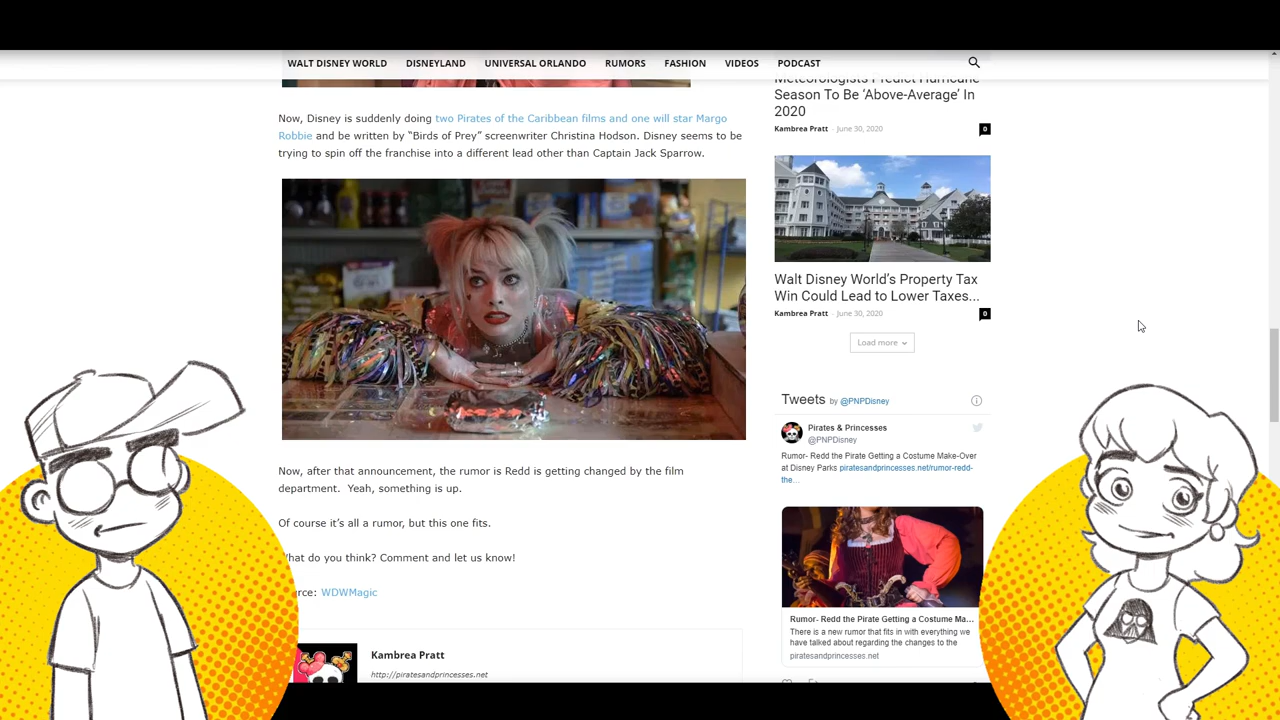 WALT DISNEY WORLD DISNEYLAND UNIVERSAL ORLANDO RUMORS FASHION VIDEOS PODCAST
Now, Disney is suddenly doing two Pirates of the Caribbean films and one will star Margo
Robbie and be written by “Birds of Prey” screenwriter Christina Hodson. Disney seems to be
trying to spin off the franchise into a different lead other than Captain Jack Sparrow.
Now, after that announcement, the rumor is Redd is getting changed by the film
department. Yeah, something is up.
Of course it’s all a rumor, but this one fits.
What do you think? Comment and let us know!
Source: WDWMagic
Kambrea Pratt
http://piratesandprincesses.net
Meteorologists Predict Hurricane
Season To Be ‘Above-Average’ In
2020
Kambrea Pratt - June 30, 2020 0
Walt Disney World’s Property Tax
Win Could Lead to Lower Taxes...
Kambrea Pratt - June 30, 2020 0
Load more
Tweets by @PNPDisney
Pirates & Princesses
@PNPDisney
Rumor- Redd the Pirate Getting a Costume Make-Over
at Disney Parks piratesandprincesses.net/rumor-redd-
the…
Rumor- Redd the Pirate Getting a Costume Ma...
There is a new rumor that fits in with everything we
have talked about regarding the changes to the
piratesandprincesses.net